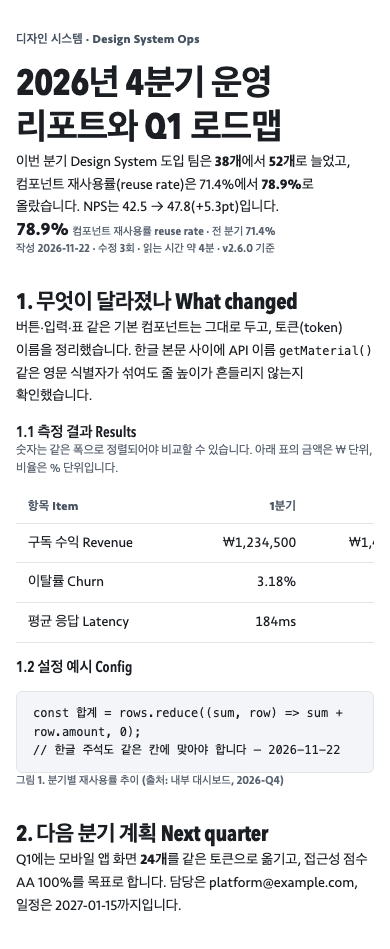 디자인 시스템 · Design System Ops
2026년 4분기 운영
리포트와 Q1 로드맵
이번 분기 Design System 도입 팀은 38개에서 52개로 늘었고,
컴포넌트 재사용률(reuse rate)은 71.4%에서 78.9%로
올랐습니다. NPS는 42.5 → 47.8(+5.3pt)입니다.
78.9% 컴포넌트 재사용률 reuse rate · 전 분기 71.4%
작성 2026-11-22 · 수정 3회 · 읽는 시간 약 4분 · v2.6.0 기준
1. 무엇이 달라졌나 What changed
버튼·입력·표 같은 기본 컴포넌트는 그대로 두고, 토큰(token)
이름을 정리했습니다. 한글 본문 사이에 API 이름 getMaterial()
같은 영문 식별자가 섞여도 줄 높이가 흔들리지 않는지
확인했습니다.
1.1 측정 결과 Results
숫자는 같은 폭으로 정렬되어야 비교할 수 있습니다. 아래 표의 금액은 ₩ 단위,
비율은 % 단위입니다.
항목 Item 1분기
구독 수익 Revenue ₩1,234,500
이탈률 Churn 3.18%
평균 응답 Latency 184ms
1.2 설정 예시 Config
const 합계 = rows.reduce((sum, row) => sum +
row.amount, 0);
// 한글 주석도 같은 칸에 맞아야 합니다 — 2026-11-22
그림 1. 분기별 재사용률 추이 (출처: 내부 대시보드, 2026-Q4)
2. 다음 분기 계획 Next quarter
Q1에는 모바일 앱 화면 24개를 같은 토큰으로 옮기고, 접근성 점수
AA 100%를 목표로 합니다. 담당은 platform@example.com,
일정은 2027-01-15까지입니다.